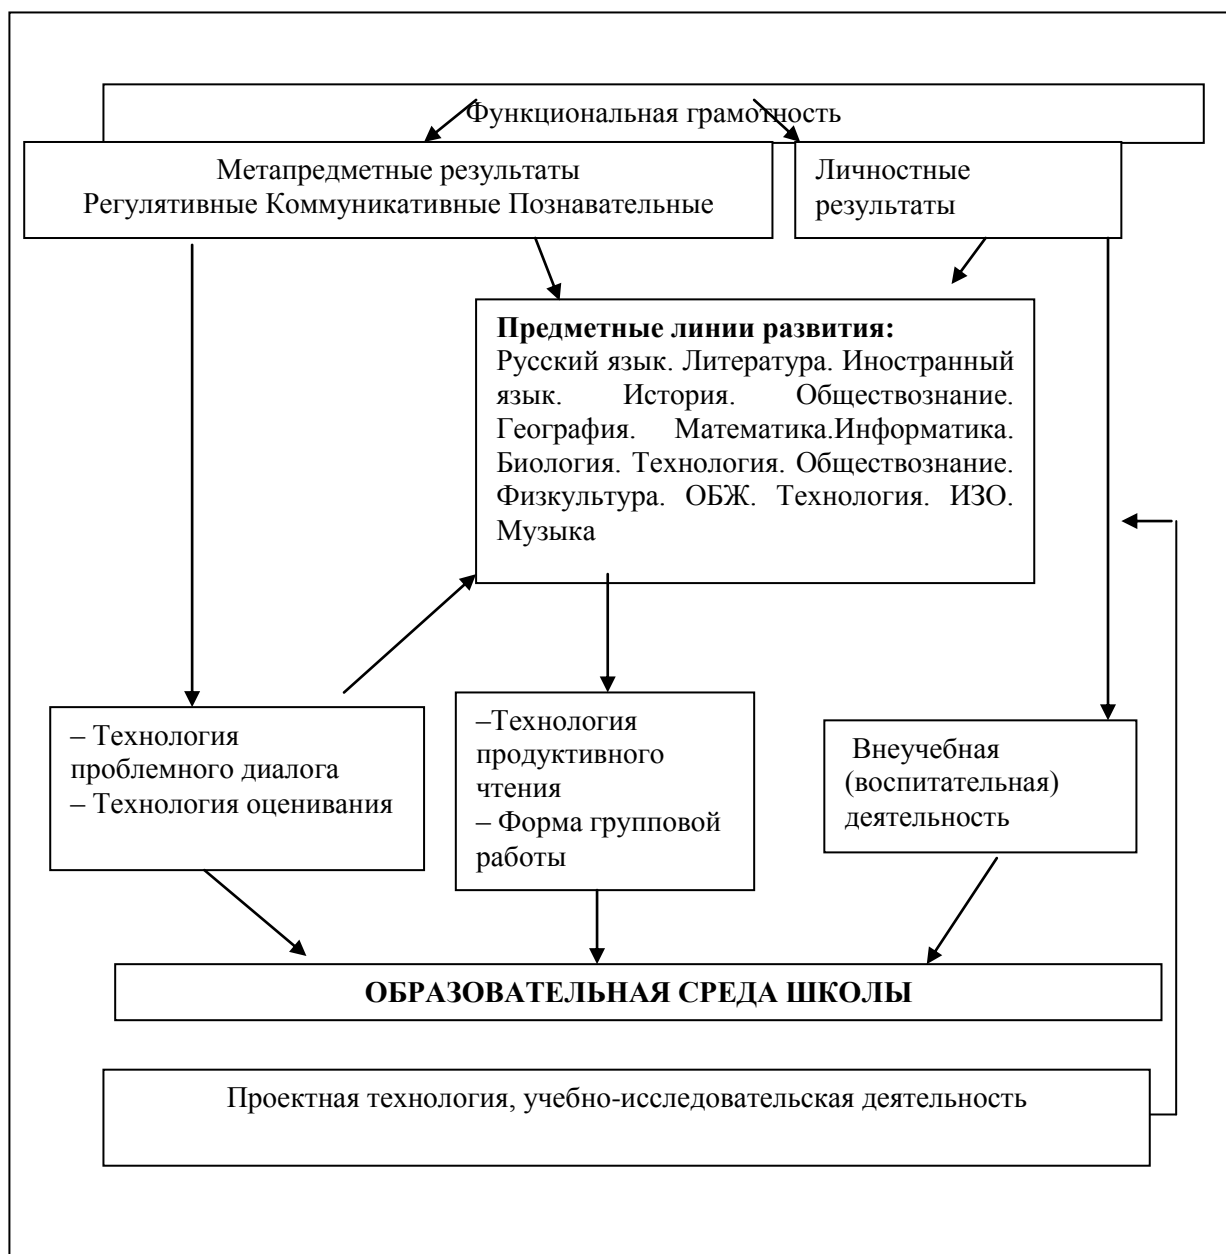 Функциональная грамотность
Метапредметные результаты
Регулятивные Коммуникативные Познавательные
Личностные
результаты
Предметные линии развития:
Русский язык. Литература. Иностранный
язык. История. Обществознание.
География. Математика.Информатика.
Биология. Технология. Обществознание.
Физкультура. ОБЖ. Технология. ИЗО.
Музыка
– Технология
проблемного диалога
– Технология оценивания
–Технология
продуктивного
чтения
– Форма групповой
работы
Внеучебная
(воспитательная)
деятельность
ОБРАЗОВАТЕЛЬНАЯ СРЕДА ШКОЛЫ
Проектная технология, учебно-исследовательская деятельность